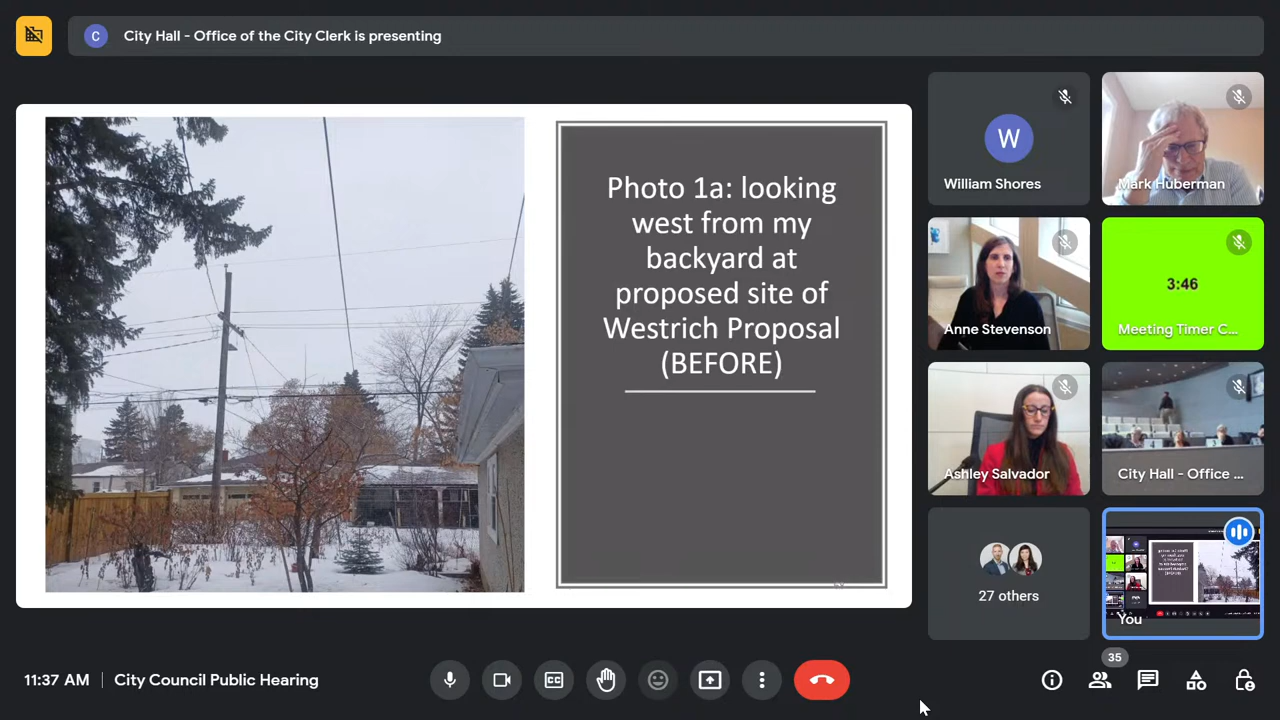 C
City Hall - Office of the City Clerk is presenting
Photo 1a: looking
west from my
backyard at
proposed site of
Westrich Proposal
(BEFORE)
W
William Shores
Mark Huberman
Anne Stevenson
3:46
Meeting Timer C...
Ashley Salvador
City Hall - Office ...
27 others
You
11:37 AM
City Council Public Hearing
CC
35